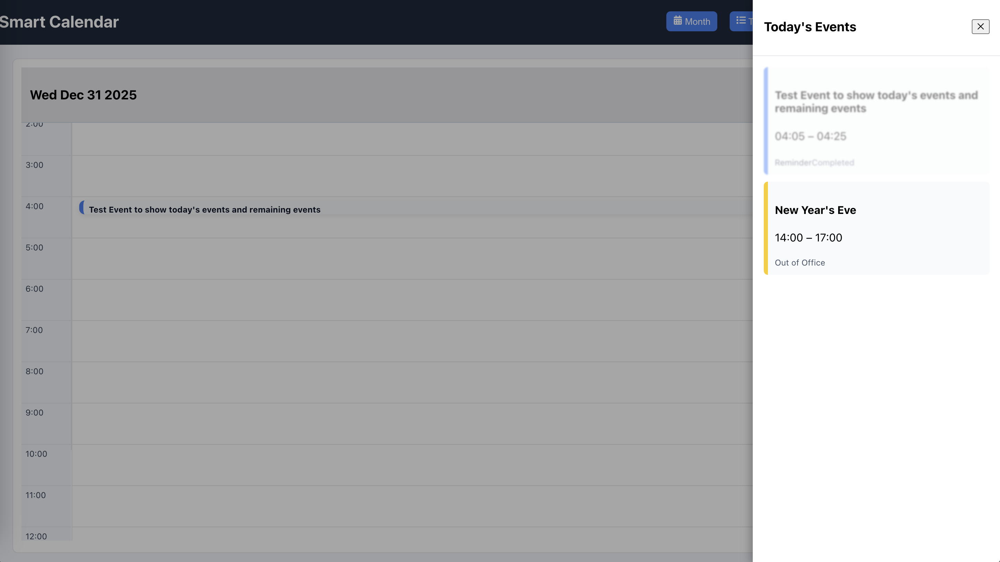 Smart Calendar
Month
T
Today's Events
Wed Dec 31 2025
2:00
3:00
4:00
Test Event to show today's events and remaining events
5:00
6:00
7:00
8:00
9:00
10:00
11:00
12:00
Test Event to show today's events and
remaining events
04:05 – 04:25
ReminderCompleted
New Year's Eve
14:00 – 17:00
Out of Office